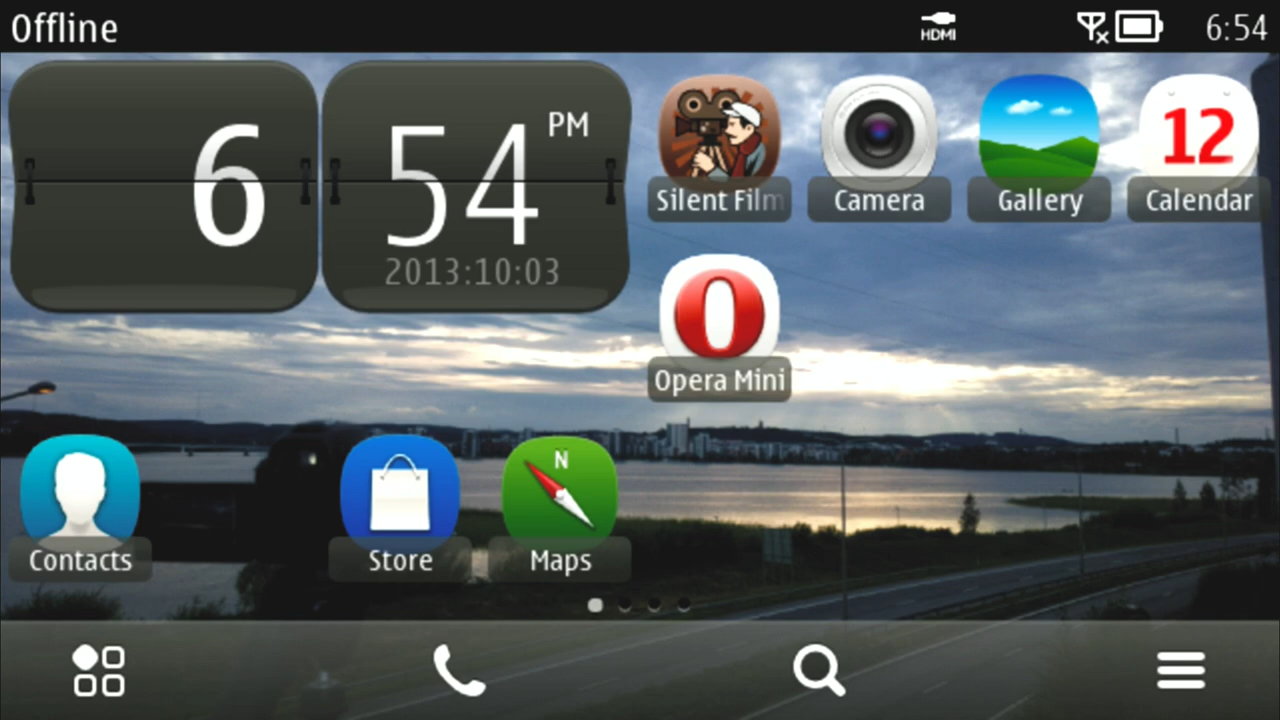 Offline
HDMI
6:54
6
54 PM
2013:10:03
Silent Film
Camera
Gallery
12
Calendar
Opera Mini
Contacts
Store
N
Maps